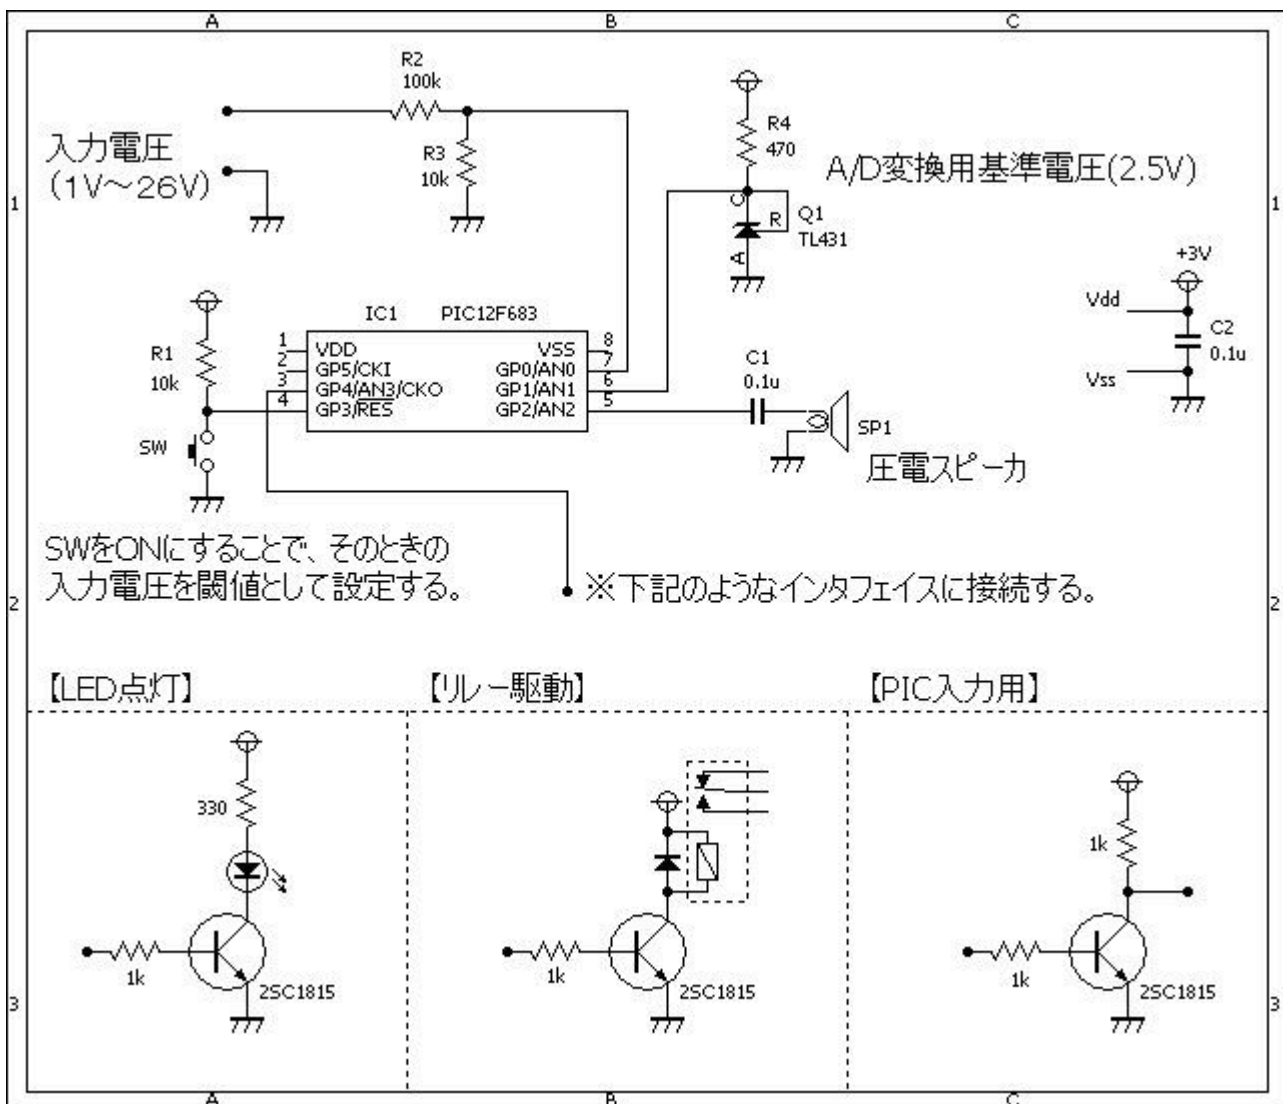 A
B
C
1
1
2
2
3
3
A
B
C
入力電圧
(1V～26V)
R2
100k
R3
10k
R4
470
A/D変換用基準電圧(2.5V)
C
R
A
Q1
TL431
+3V
Vdd
Vss
C2
0.1u
R1
10k
SW
IC1 PIC12F683
1 VDD VSS 8
2 GP5/CKI GP0/AN0 7
3 GP4/AN3/CKO GP1/AN1 6
4 GP3/RES GP2/AN2 5
C1
0.1u
SP1
圧電スピーカ
SWをONにすることで、そのときの
入力電圧を閾値として設定する。
※下記のようなインタフェイスに接続する。
【LED点灯】
330
1k
2SC1815
【リレー駆動】
1k
2SC1815
【PIC入力用】
1k
1k
2SC1815